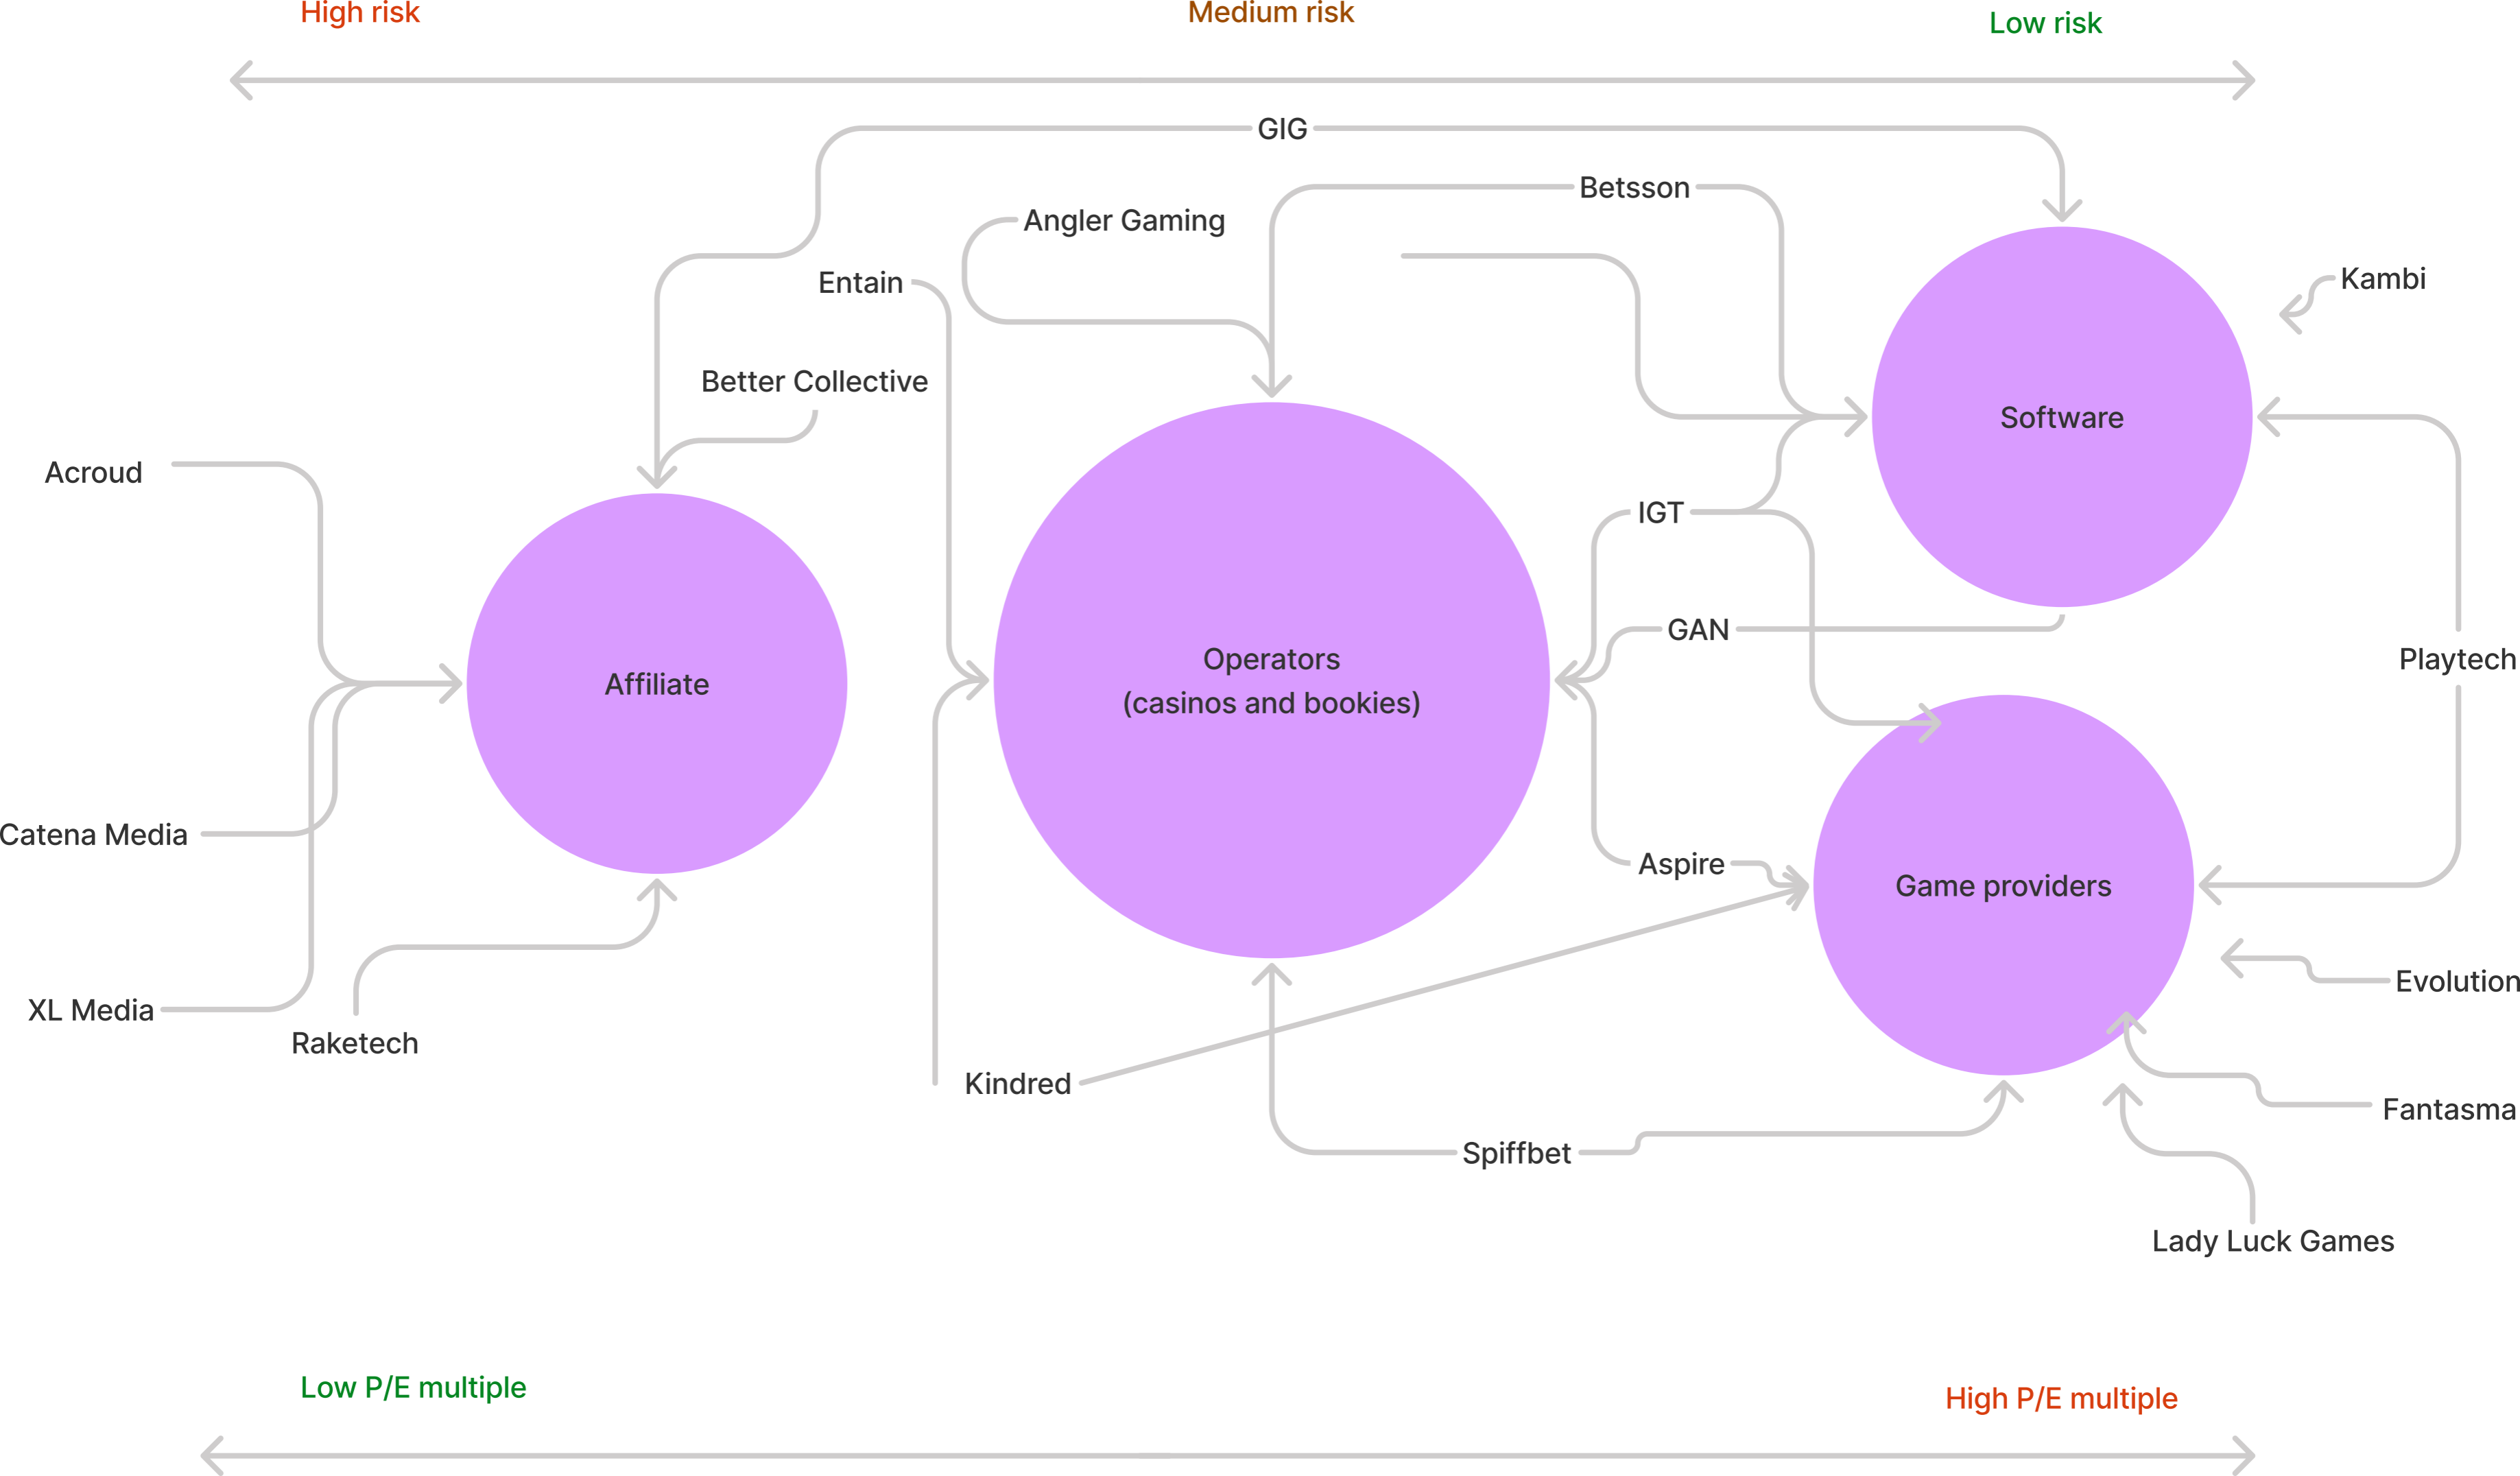 High risk
Medium risk
Low risk
GIG
Betsson
Angler Gaming
Entain
Kambi
Better Collective
Software
Acroud
IGT
GAN
Operators
(casinos and bookies)
Playtech
Affiliate
Catena Media
Aspire
Game providers
Evolution
XL Media
Raketech
Kindred
Fantasma
Spiffbet
Lady Luck Games
Low P/E multiple
High P/E multiple